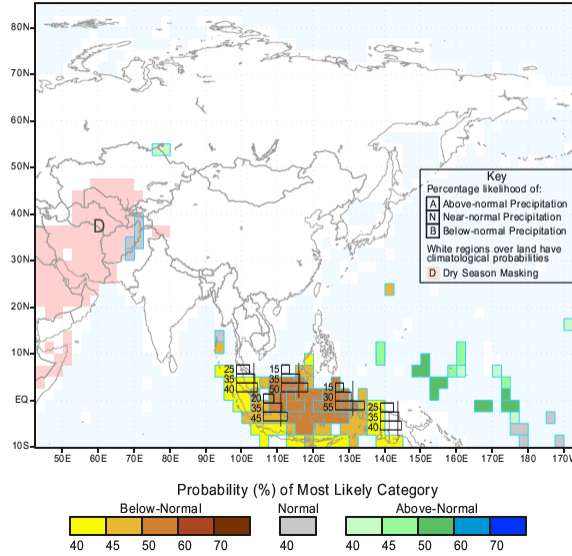 80N
70N
60N
50N
40N
30N
20N
10N
EQ
10S
50E
60E
70E
80E
90E
100E
110E
120E
130E
140E
150E
160E
170E
180
170W
D
Key
Percentage likelihood of:
A Above-normal Precipitation
N Near-normal Precipitation
B Below-normal Precipitation
White regions over land have
climatological probabilities
D Dry Season Masking
25
35
40
15
35
50
20
35
45
15
30
55
25
35
40
Probability (%) of Most Likely Category
Below-Normal Normal Above-Normal
40 45 50 60 70 40 40 45 50 60 70